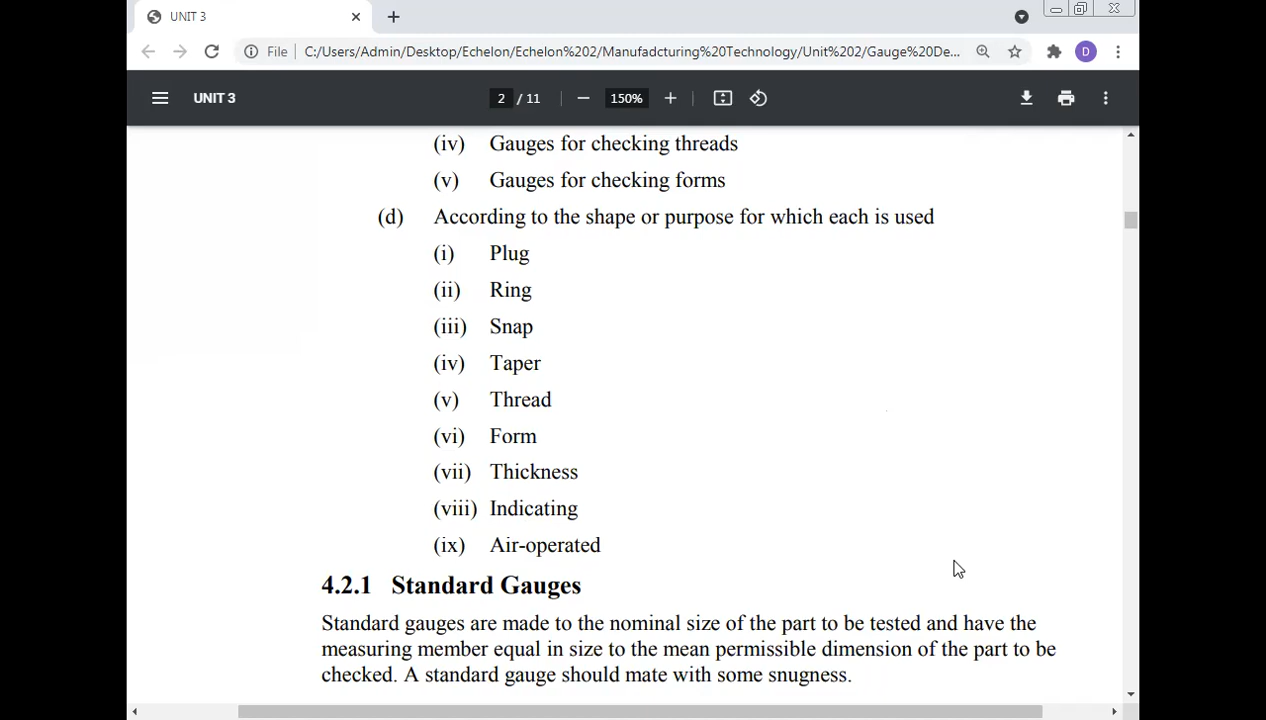 UNIT 3
File C:/Users/Admin/Desktop/Echelon/Echelon%202/Manufadcturing%20Technology/Unit%202/Gauge%20De... D
UNIT 3 2 / 11 150%
(iv) Gauges for checking threads
(v) Gauges for checking forms
(d) According to the shape or purpose for which each is used
(i) Plug
(ii) Ring
(iii) Snap
(iv) Taper
(v) Thread
(vi) Form
(vii) Thickness
(viii) Indicating
(ix) Air-operated
4.2.1 Standard Gauges
Standard gauges are made to the nominal size of the part to be tested and have the
measuring member equal in size to the mean permissible dimension of the part to be
checked. A standard gauge should mate with some snugness.